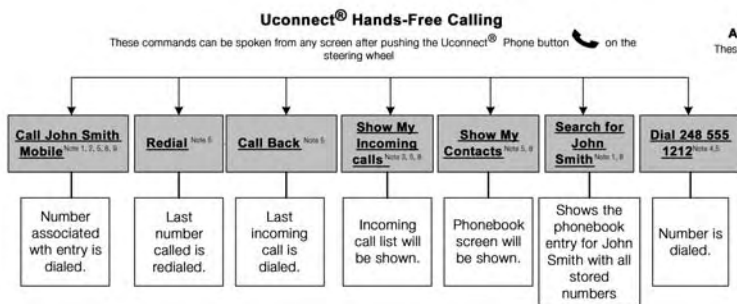 Uconnect® Hands-Free Calling
These commands can be spoken from any screen after pushing the Uconnect® Phone button on the
steering wheel
A
These
Call John Smith
Mobile Note 1, 2, 5, 8, 9
Redial Note 5
Call Back Note 5
Show My
Incoming
calls Note 3, 5, 8
Show My
Contacts Note 5, 8
Search for
John
Smith Note 1, 8
Dial 248 555
1212 Note 4,5
Number
associated
wth entry is
dialed.
Last
number
called is
redialed.
Last
incoming
call is
dialed.
Incoming
call list will
be shown.
Phonebook
screen will
be shown.
Shows the
phonebook
entry for John
Smith with all
stored
numbers
Number is
dialed.